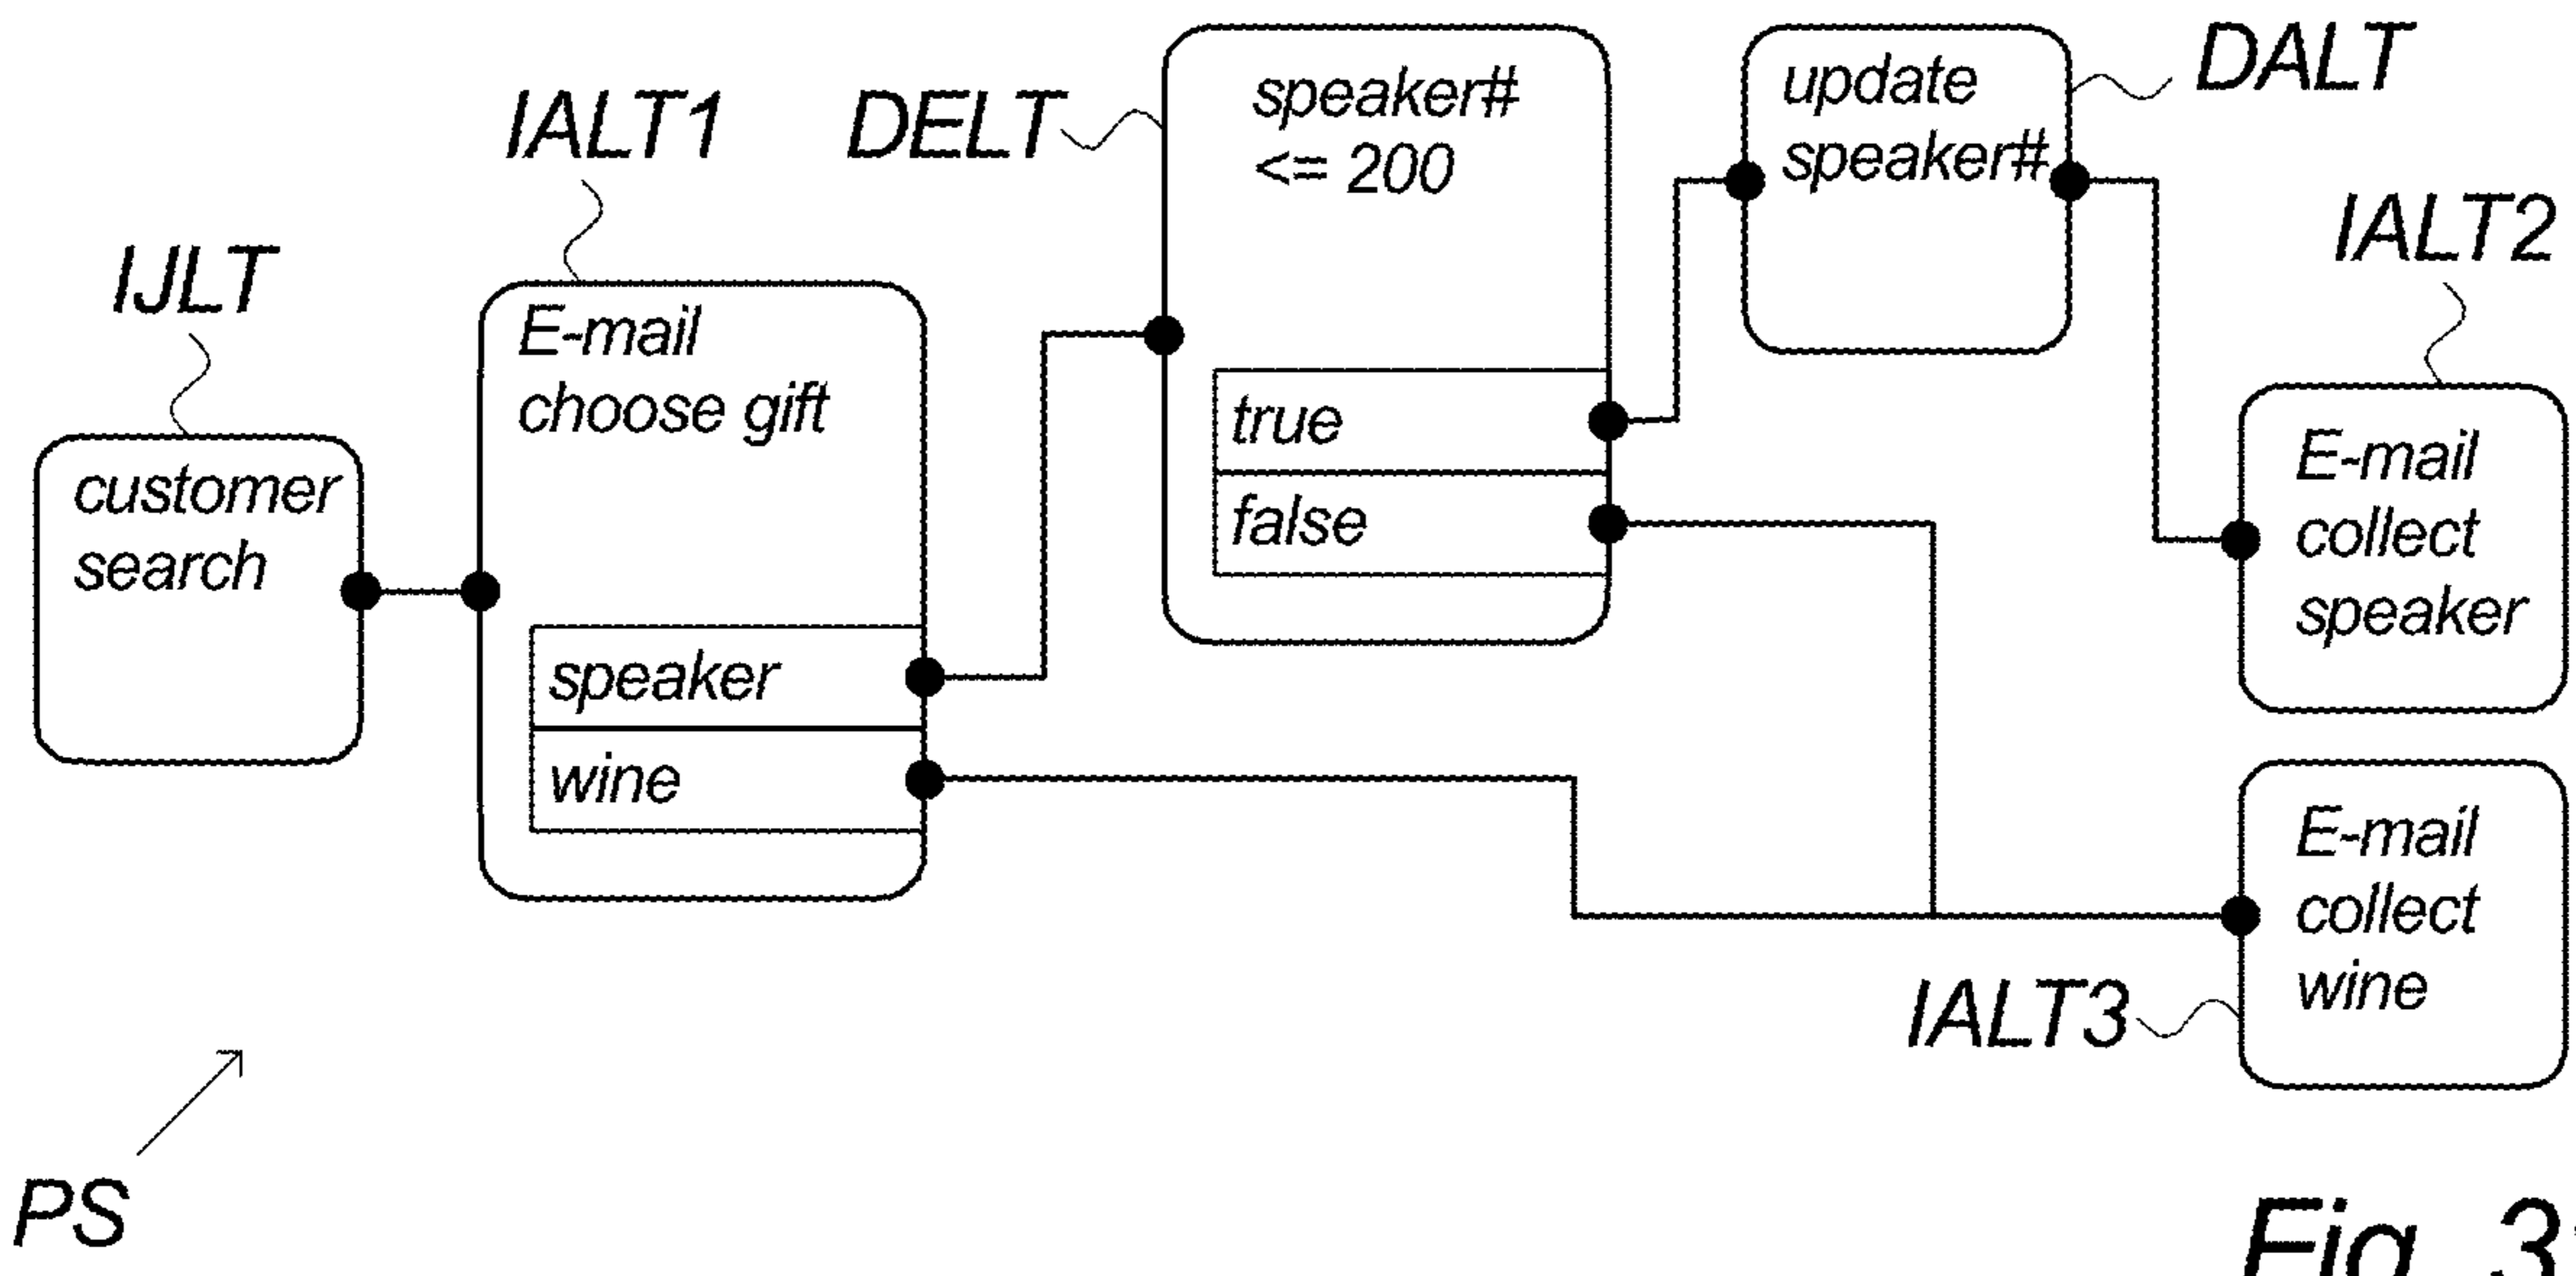 IJLT
customer
search
IALT1
E-mail
choose gift
speaker
wine
DELT
speaker#
<= 200
true
false
DALT
update
speaker#
IALT2
E-mail
collect
speaker
IALT3
E-mail
collect
wine
PS
Fig. 3